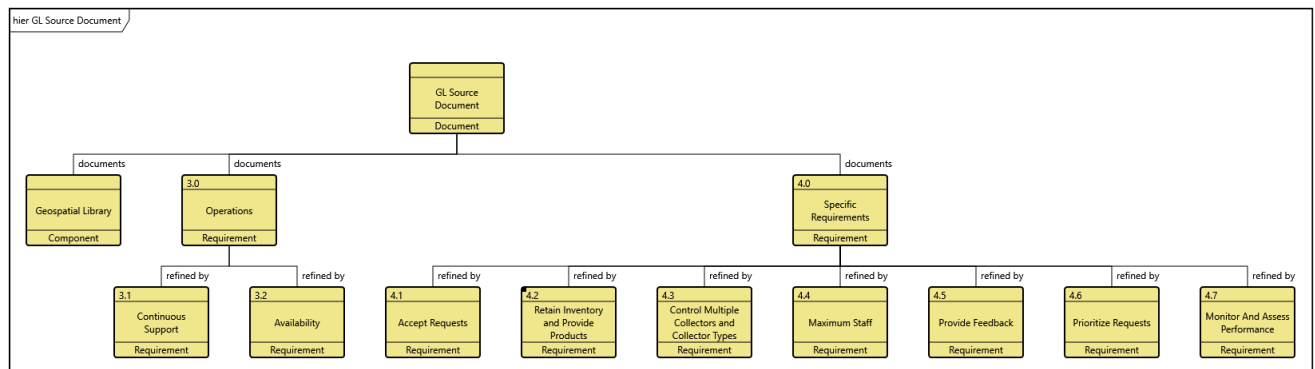 hier GL Source Document
GL Source
Document
Document
documents
documents
documents
Geospatial Library
Component
3.0
Operations
Requirement
4.0
Specific
Requirements
Requirement
refined by
refined by
refined by
refined by
refined by
refined by
refined by
refined by
refined by
3.1
Continuous
Support
Requirement
3.2
Availability
Requirement
4.1
Accept Requests
Requirement
4.2
Retain Inventory
and Provide
Products
Requirement
4.3
Control Multiple
Collectors and
Collector Types
Requirement
4.4
Maximum Staff
Requirement
4.5
Provide Feedback
Requirement
4.6
Prioritize Requests
Requirement
4.7
Monitor And Assess
Performance
Requirement